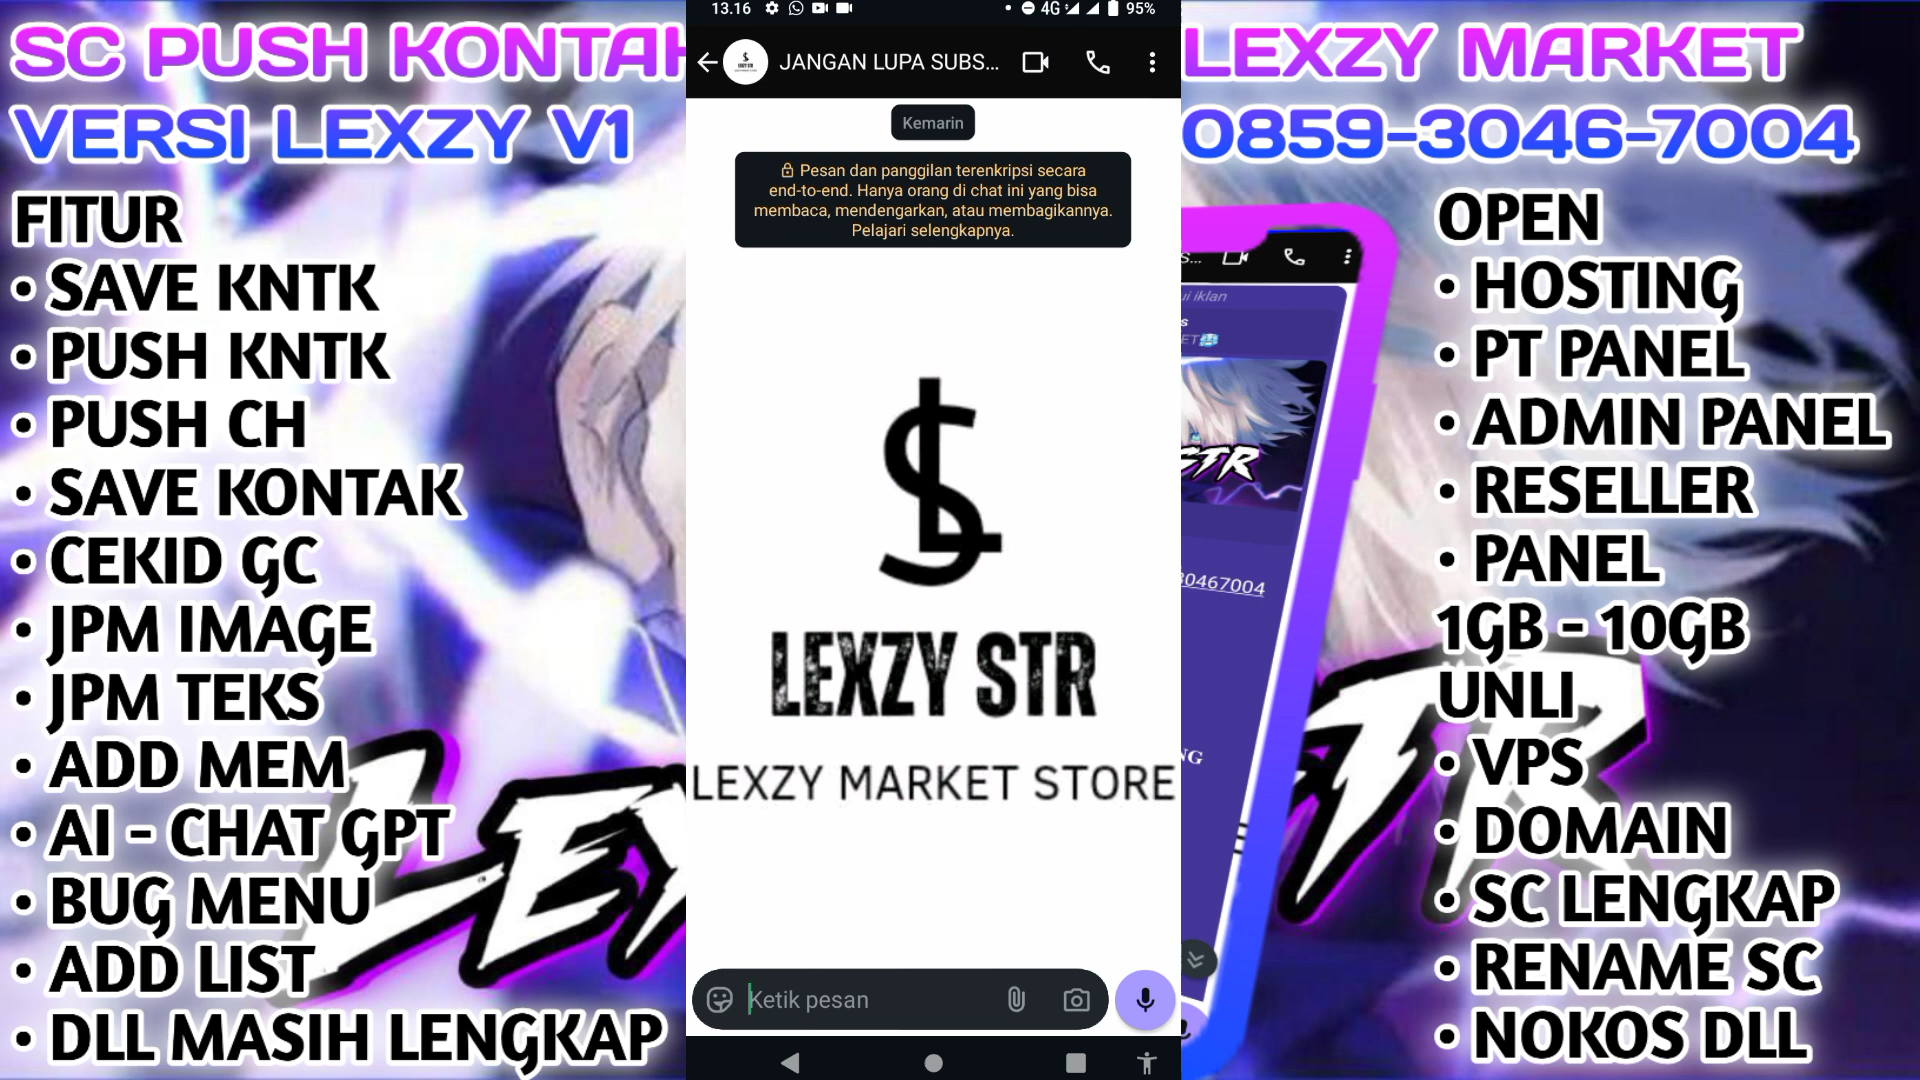 SC PUSH KONTAK
VERSI LEXZY V1
FITUR
• SAVE KNTK
• PUSH KNTK
• PUSH CH
• SAVE KONTAK
• CEKID GC
• JPM IMAGE
• JPM TEKS
• ADD MEM
• AI - CHAT GPT
• BUG MENU
• ADD LIST
• DLL MASIH LENGKAP
13.16
4G
95%
JANGAN LUPA SUBS...
Kemarin
Pesan dan panggilan terenkripsi secara
end-to-end. Hanya orang di chat ini yang bisa
membaca, mendengarkan, atau membagikannya.
Pelajari selengkapnya.
LEXZY STR
LEXZY MARKET STORE
Ketik pesan
LEXZY MARKET
0859-3046-7004
OPEN
• HOSTING
• PT PANEL
• ADMIN PANEL
• RESELLER
• PANEL
1GB - 10GB
UNLI
• VPS
• DOMAIN
• SC LENGKAP
• RENAME SC
• NOKOS DLL
iklan
0467004